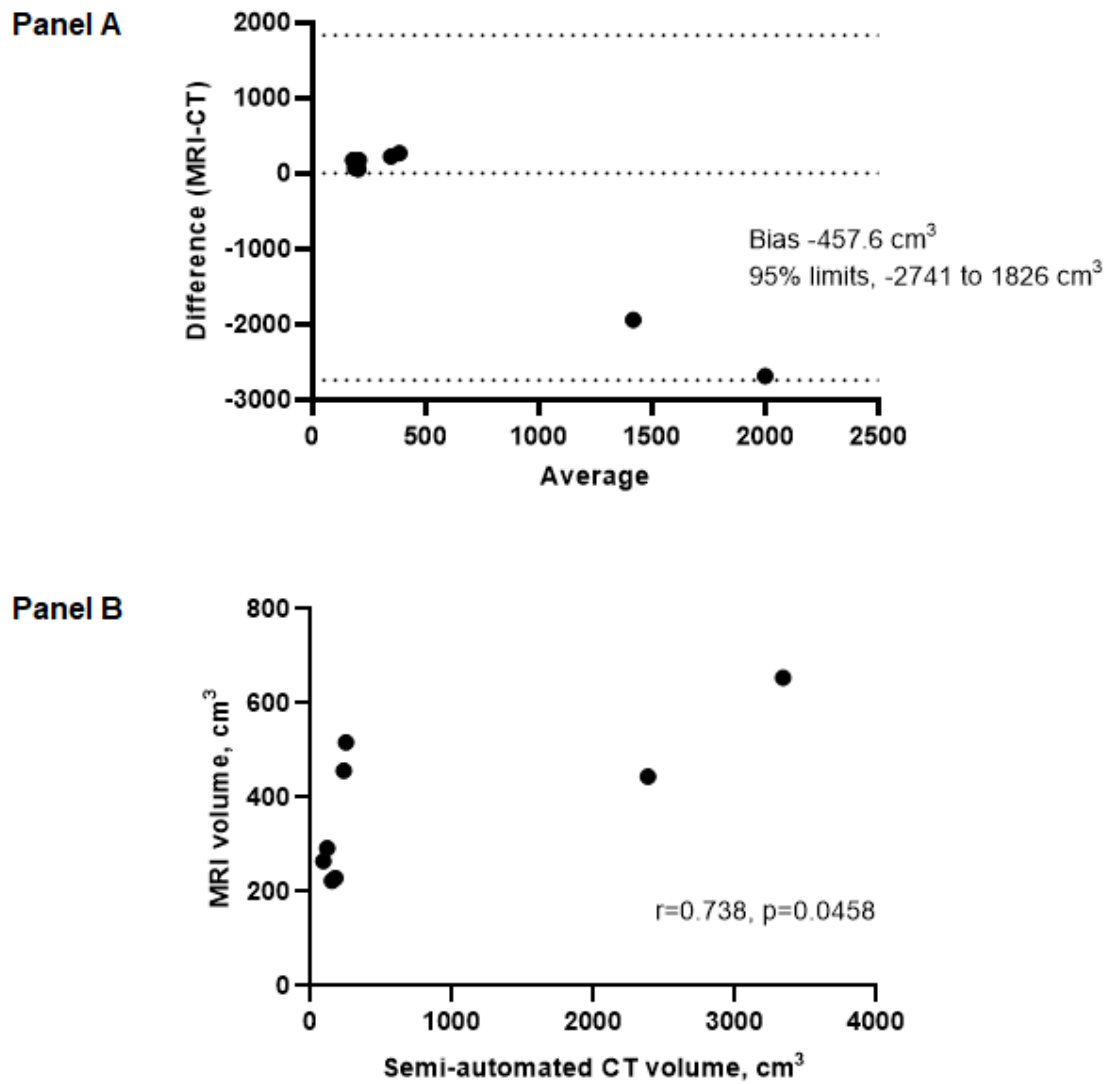 Panel A
2000
1000
0
-1000
-2000
-3000
Difference (MRI-CT)
Bias -457.6 cm³
95% limits, -2741 to 1826 cm³
0 500 1000 1500 2000 2500
Average
Panel B
800
600
400
200
0
MRI volume, cm³
r=0.738, p=0.0458
0 1000 2000 3000 4000
Semi-automated CT volume, cm³